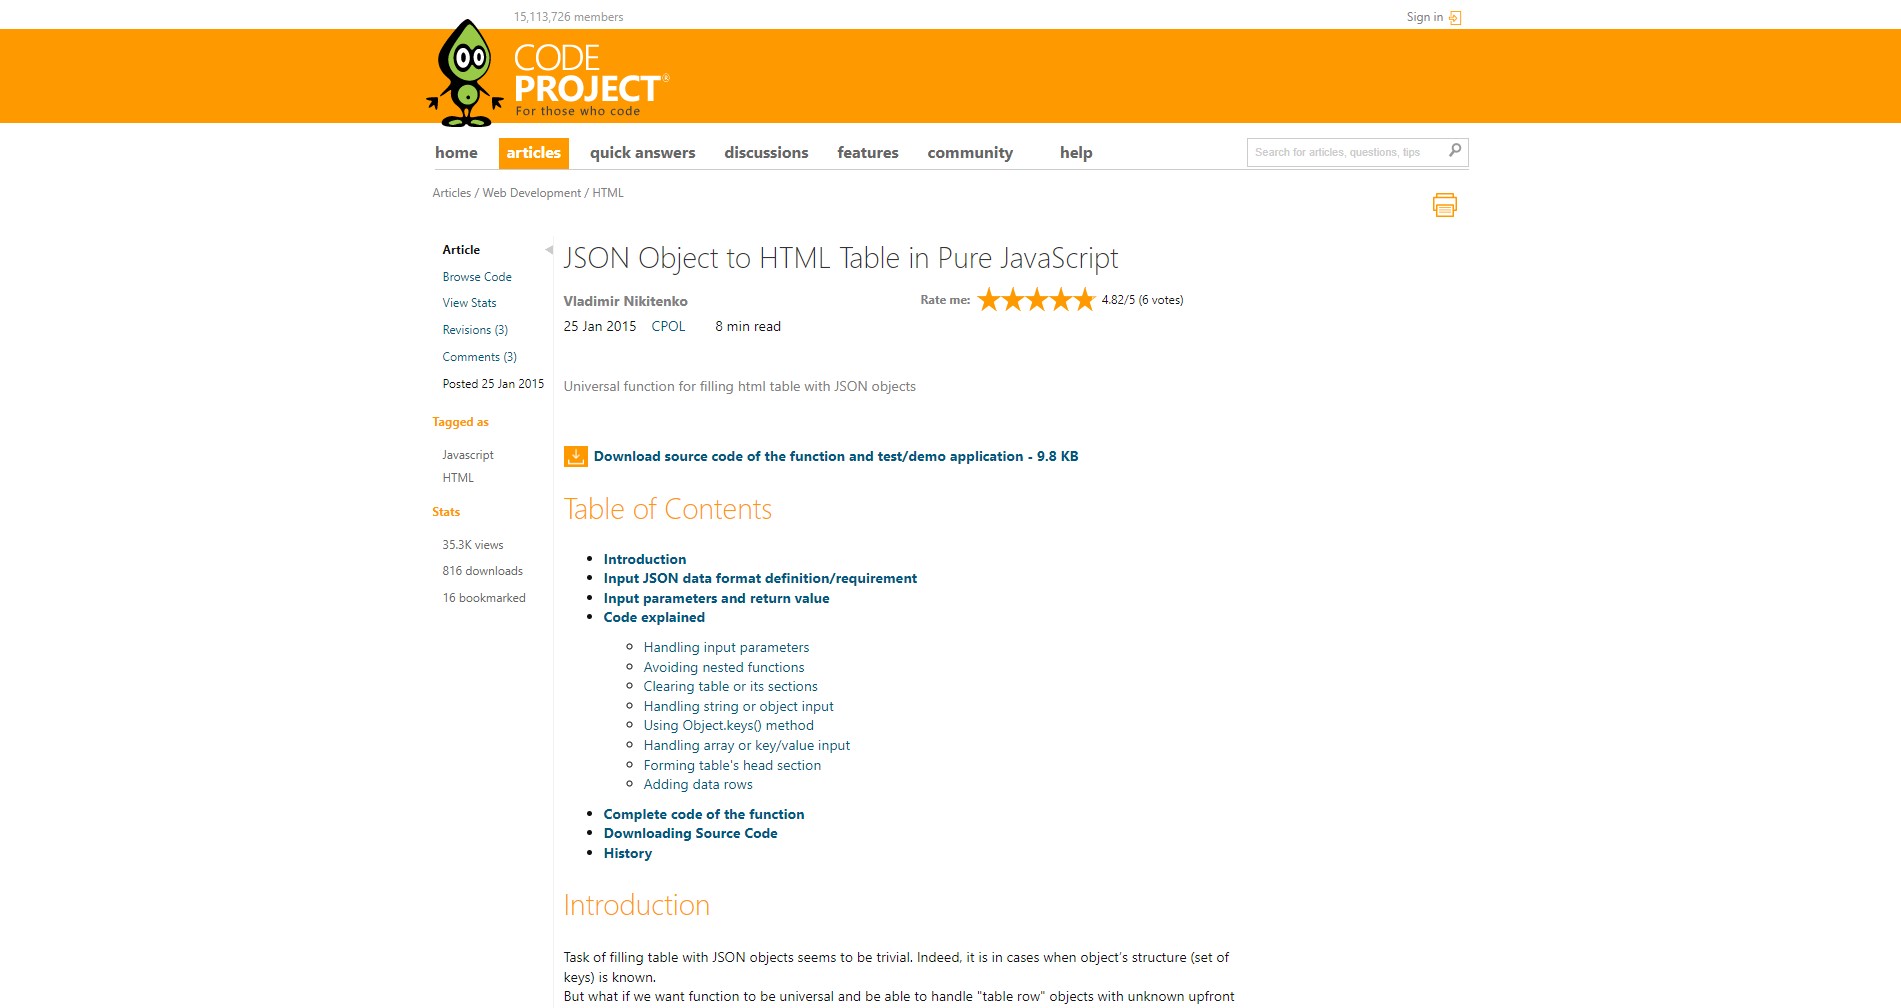 15,113,726 members
Sign in
CODE
PROJECT®
For those who code
home articles quick answers discussions features community help
Search for articles, questions, tips
Articles / Web Development / HTML
Article
Browse Code
View Stats
Revisions (3)
Comments (3)
Posted 25 Jan 2015
Tagged as
Javascript
HTML
Stats
35.3K views
816 downloads
16 bookmarked
JSON Object to HTML Table in Pure JavaScript
Vladimir Nikitenko
Rate me: 4.82/5 (6 votes)
25 Jan 2015 CPOL 8 min read
Universal function for filling html table with JSON objects
Download source code of the function and test/demo application - 9.8 KB
Table of Contents
• Introduction
• Input JSON data format definition/requirement
• Input parameters and return value
• Code explained
◦ Handling input parameters
◦ Avoiding nested functions
◦ Clearing table or its sections
◦ Handling string or object input
◦ Using Object.keys() method
◦ Handling array or key/value input
◦ Forming table's head section
◦ Adding data rows
• Complete code of the function
• Downloading Source Code
• History
Introduction
Task of filling table with JSON objects seems to be trivial. Indeed, it is in cases when object’s structure (set of
keys) is known.
But what if we want function to be universal and be able to handle "table row" objects with unknown upfront